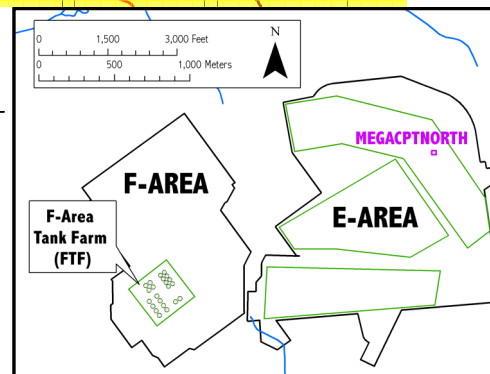 0 1,500 3,000 Feet
0 500 1,000 Meters
N
MEGACPTNORTH
F-AREA
E-AREA
F-Area
Tank Farm
(FTF)